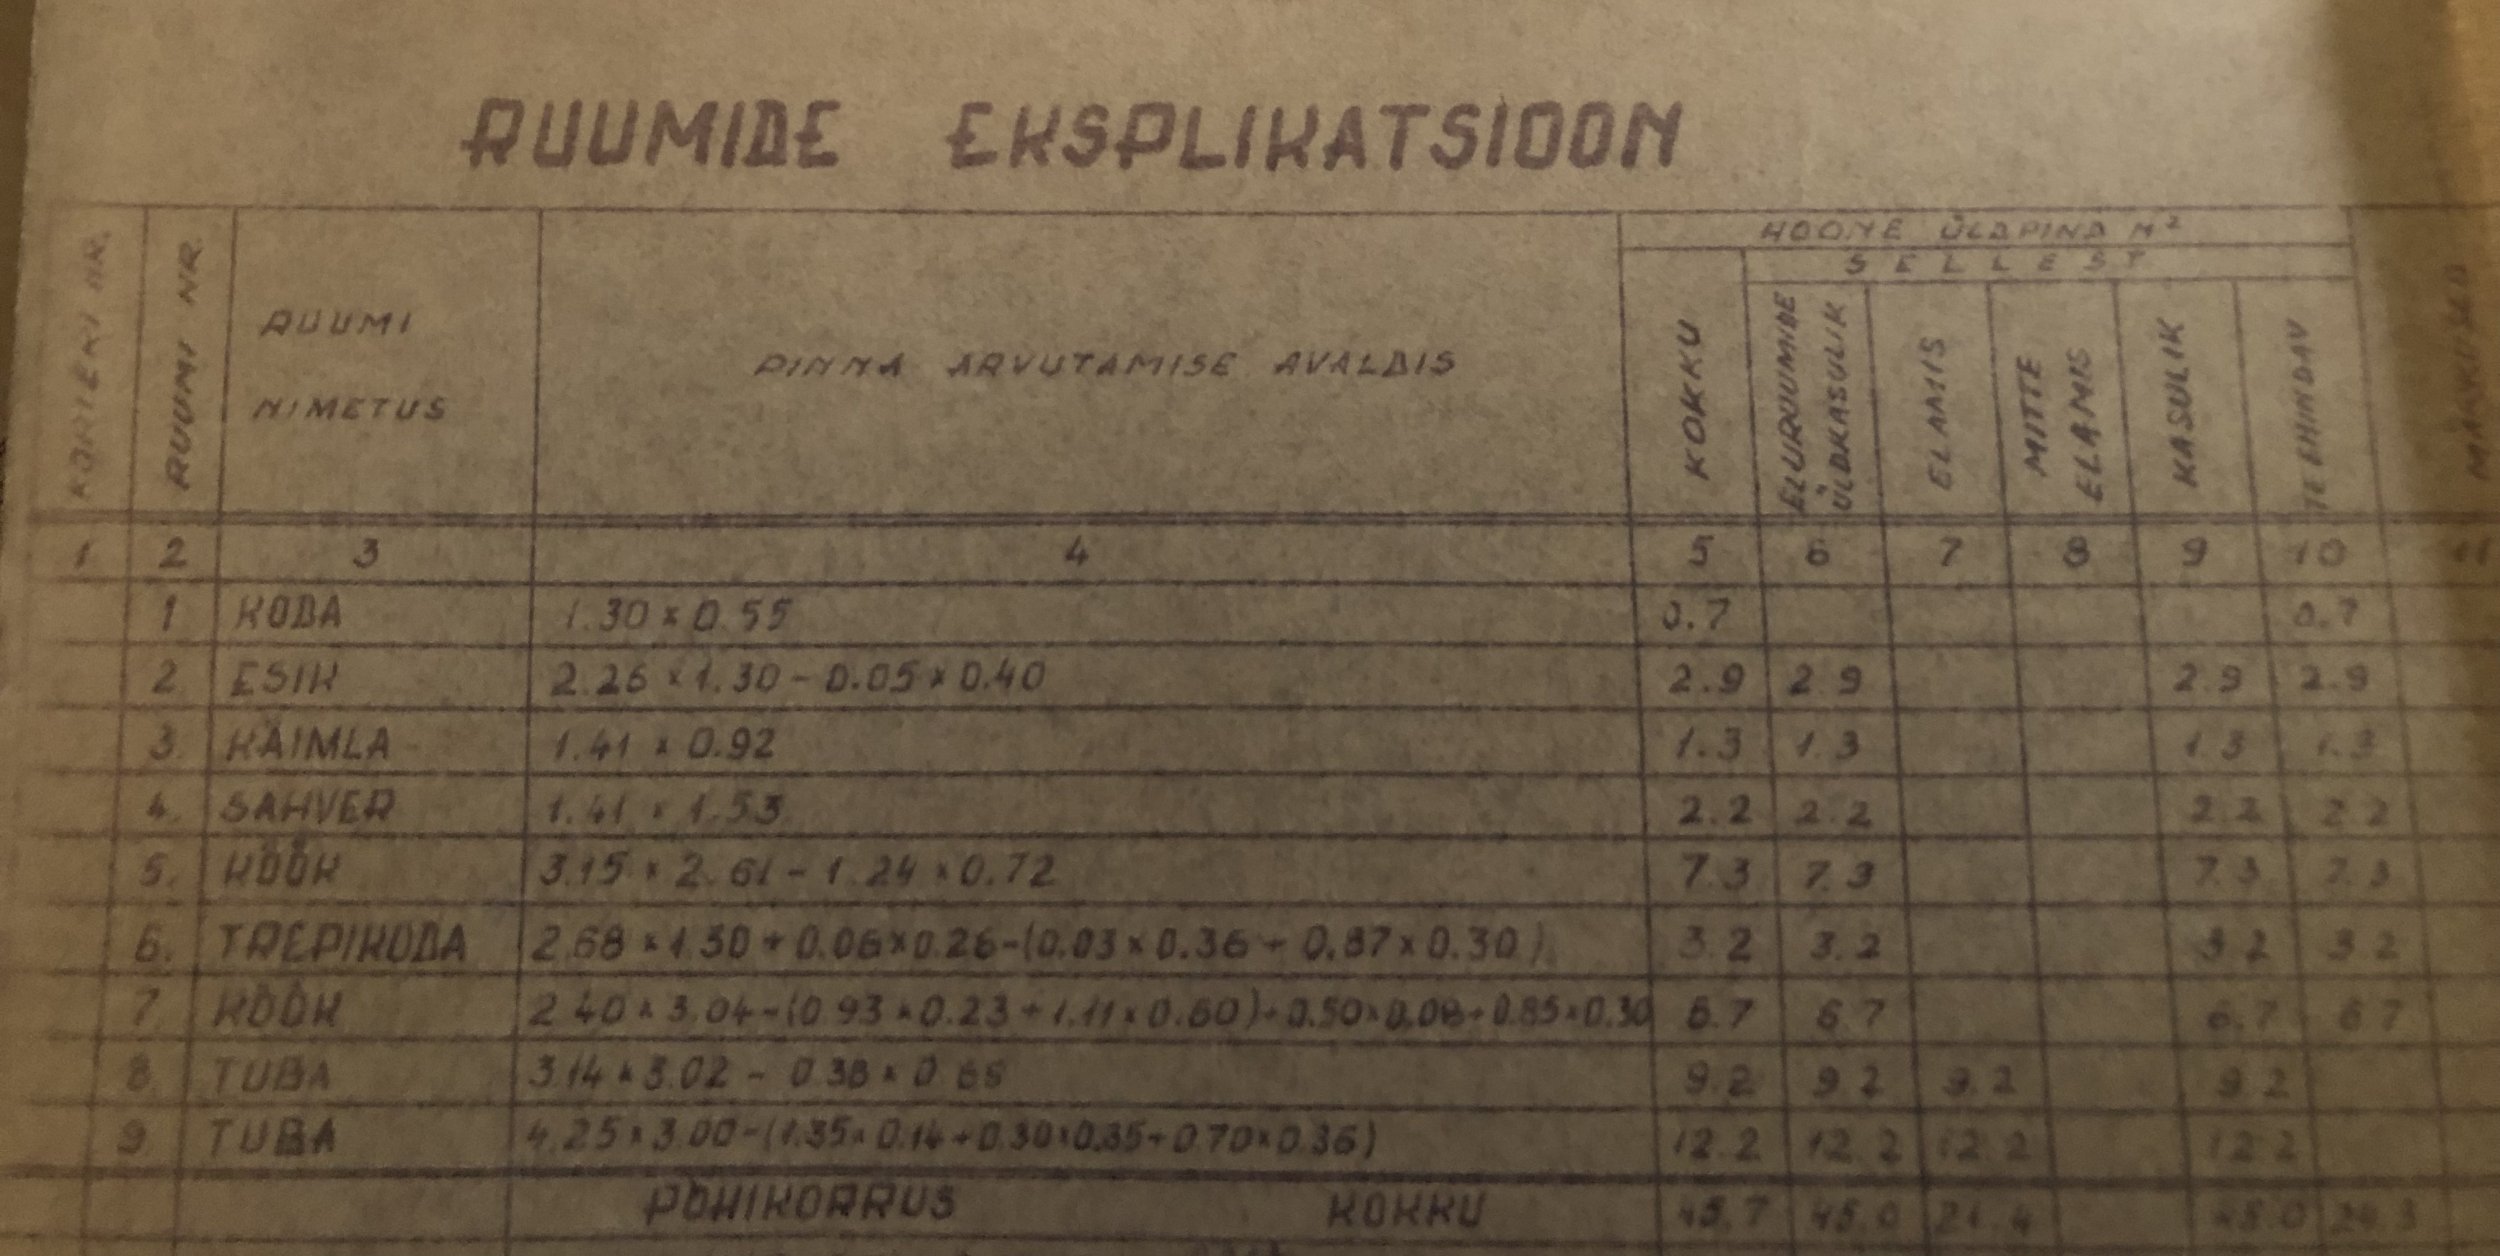 RUUMIDE EKSPLIKATSIOON
KORTERI NR. RUUMI NR. RUUMI NIMETUS PINNA ARVUTAMISE AVALDIS HOONE ÜLDPIND M²
SELLEST
KOKKU ELURUUMIDE ÜLDKASULIK ELAMIS MITTE ELAMIS KASULIK TEHINDAV
1 2 3 4 5 6 7 8 9 10 11
1 KODA 1.30 × 0.55 0.7 0.7
2. ESIK 2.26 × 1.30 - 0.05 × 0.40 2.9 2.9 2.9 2.9
3. KÄIMLA 1.41 × 0.92 1.3 1.3 1.3 1.3
4. SAHVER 1.41 × 1.53 2.2 2.2 2.2 2.2
5. KÖÖK 3.15 × 2.61 - 1.24 × 0.72 7.3 7.3 7.3 7.3
6. TREPIKODA 2.68 × 1.30 + 0.06 × 0.26 - (0.03 × 0.36 + 0.87 × 0.30) 3.2 3.2 3.2 3.2
7. KÖÖK 2.40 × 3.04 - (0.93 × 0.23 + 1.11 × 0.60) + 0.50 × 0.08 + 0.85 × 0.30 6.7 6.7 6.7 6.7
8. TUBA 3.14 × 3.02 - 0.38 × 0.68 9.2 9.2 9.2 9.2
9. TUBA 4.25 × 3.00 - (1.35 × 0.14 + 0.30 × 0.35 + 0.70 × 0.36) 12.2 12.2 12.2 12.2
PÕHIKORRUS KOKKU 45.7 45.0 21.4 45.0 24.3